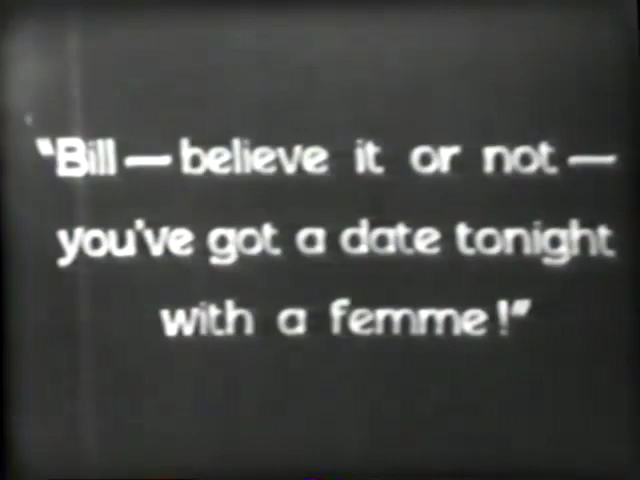 "Bill — believe it or not —
you've got a date tonight
with a femme!"